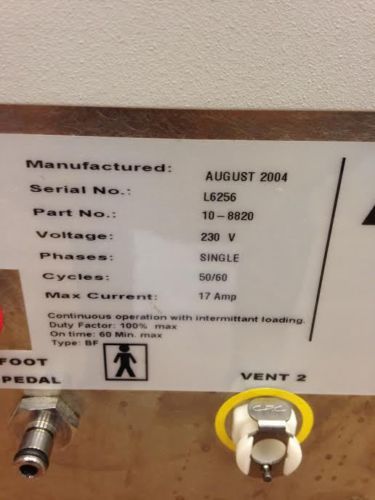 Manufactured: AUGUST 2004
Serial No.: L6256
Part No.: 10-8820
Voltage: 230 V
Phases: SINGLE
Cycles: 50/60
Max Current: 17 Amp
Continuous operation with intermittant loading.
Duty Factor: 100% max
On time: 60 Min. max
Type: BF
FOOT
PEDAL
VENT 2
CPC